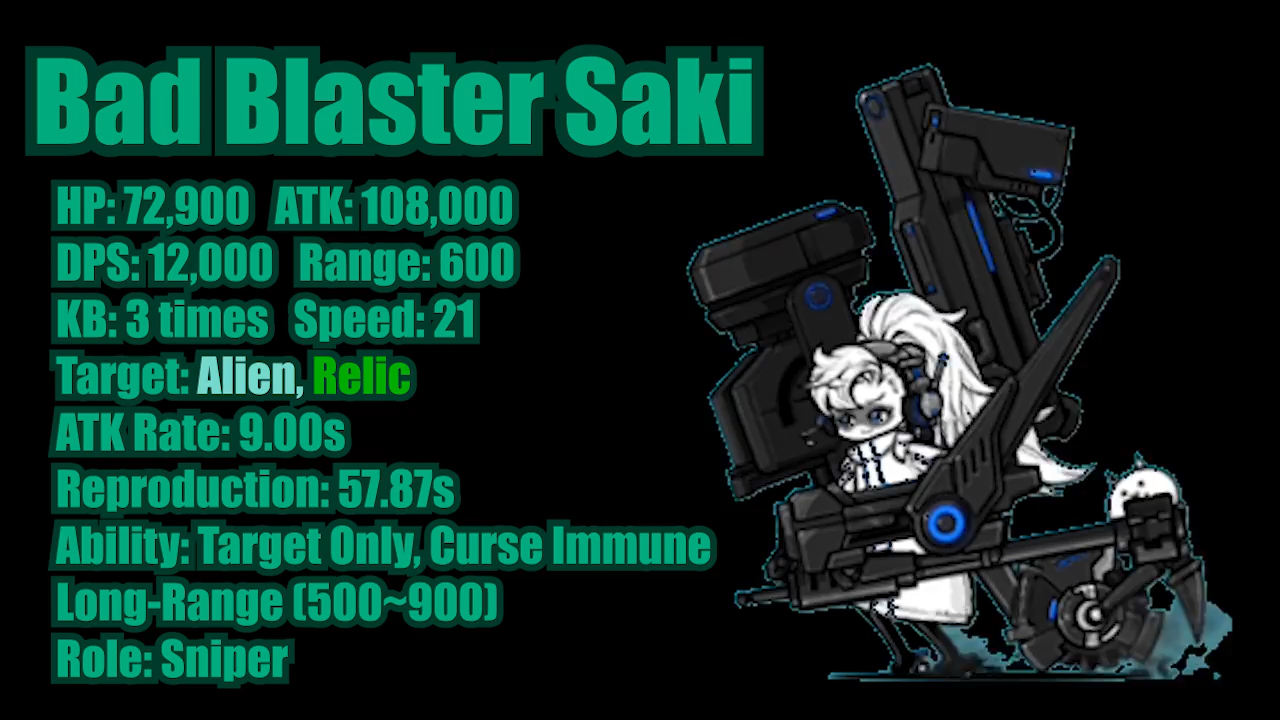 Bad Blaster Saki
HP: 72,900 ATK: 108,000
DPS: 12,000 Range: 600
KB: 3 times Speed: 21
Target: Alien, Relic
ATK Rate: 9.00s
Reproduction: 57.87s
Ability: Target Only, Curse Immune
Long-Range (500~900)
Role: Sniper